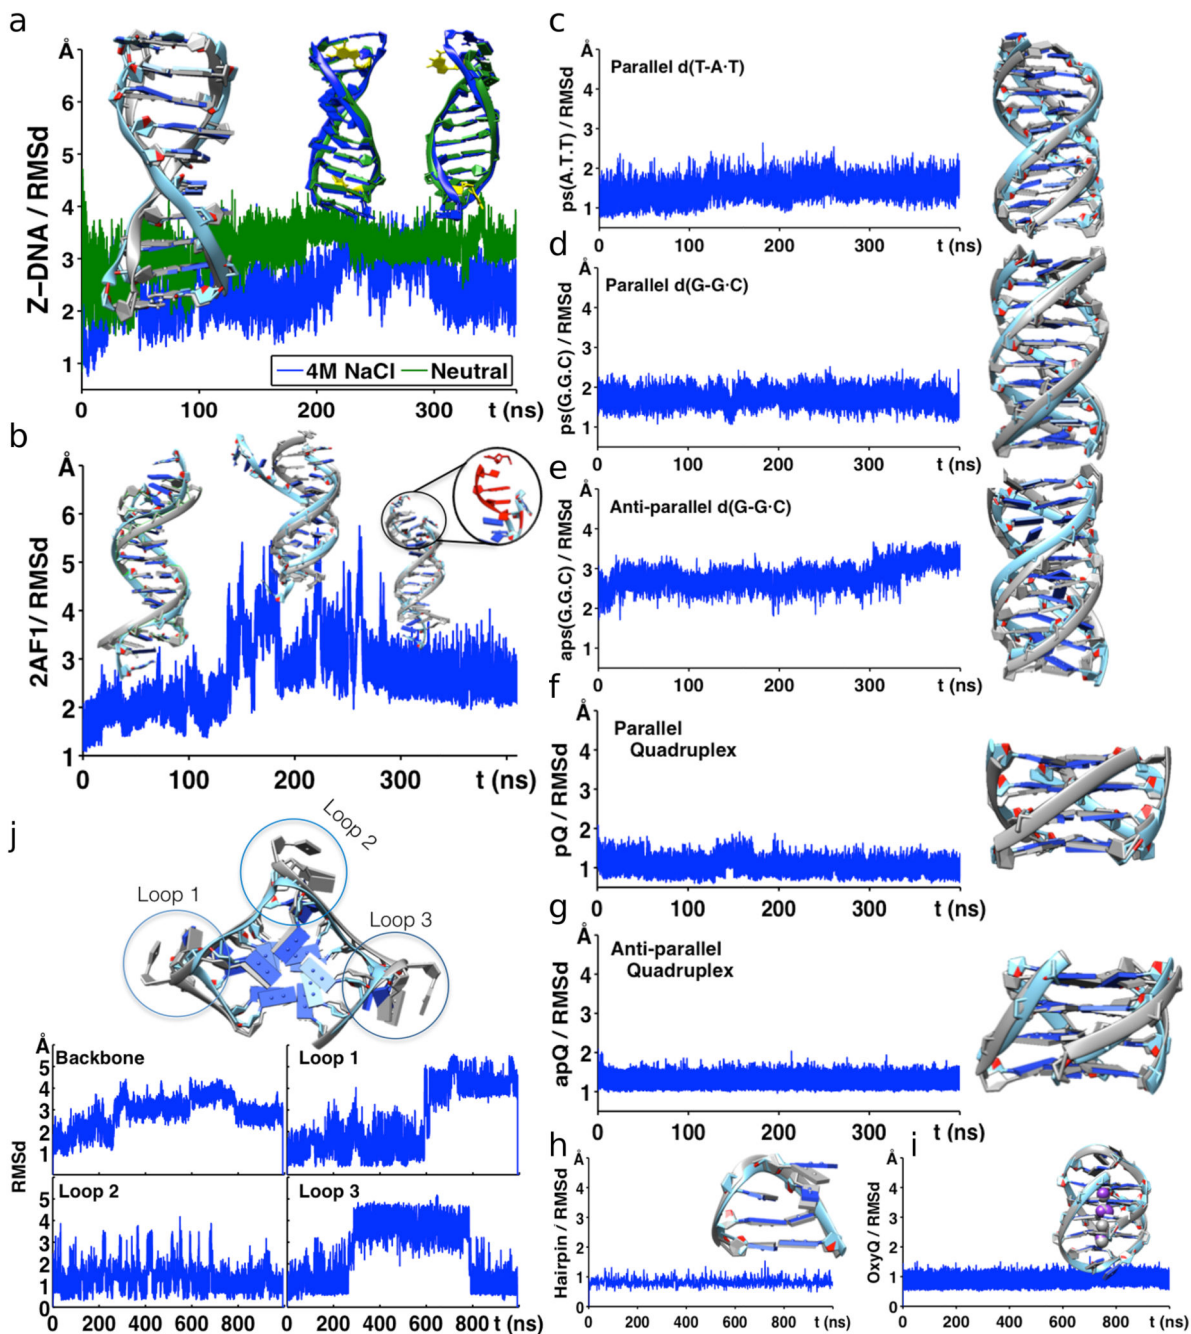 a
Å
6
5
4
3
2
1
Z–DNA / RMSd
4M NaCl
Neutral
0
100
200
300
t (ns)
b
Å
6
5
4
3
2
1
2AF1/ RMSd
0
100
200
300
t (ns)
c
Å
4
3
2
1
ps(A.T.T) / RMSd
Parallel d(T-A·T)
0
100
200
300
t (ns)
d
Å
4
3
2
1
ps(G.G.C) / RMSd
Parallel d(G-G·C)
0
100
200
300
t (ns)
e
Å
4
3
2
1
aps(G.G.C) / RMSd
Anti-parallel d(G-G·C)
0
100
200
300
t (ns)
f
Å
4
3
2
1
pQ / RMSd
Parallel
Quadruplex
0
100
200
300
t (ns)
g
Å
4
3
2
1
apQ / RMSd
Anti-parallel
Quadruplex
0
100
200
300
t (ns)
h
Å
4
3
2
1
0
Hairpin / RMSd
0
200
400
600
800
t (ns)
i
Å
4
3
2
1
0
OxyQ / RMSd
0
200
400
600
800
t (ns)
j
Loop 1
Loop 2
Loop 3
Å
5
4
3
2
1
Backbone
Loop 1
RMSd
5
4
3
2
1
0
Loop 2
Loop 3
0
200
400
600
800
0
200
400
600
800
t (ns)
t (ns)